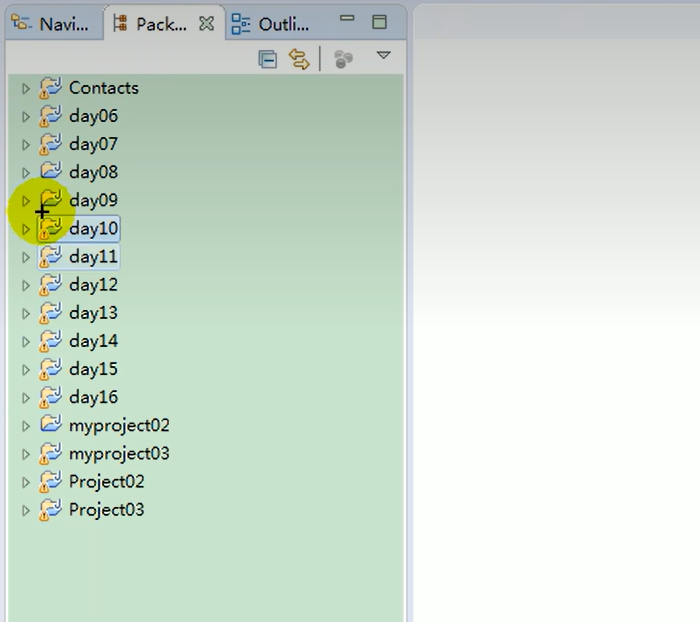 Navi... Pack... Outli...
Contacts
day06
day07
day08
day09
day10
day11
day12
day13
day14
day15
day16
myproject02
myproject03
Project02
Project03